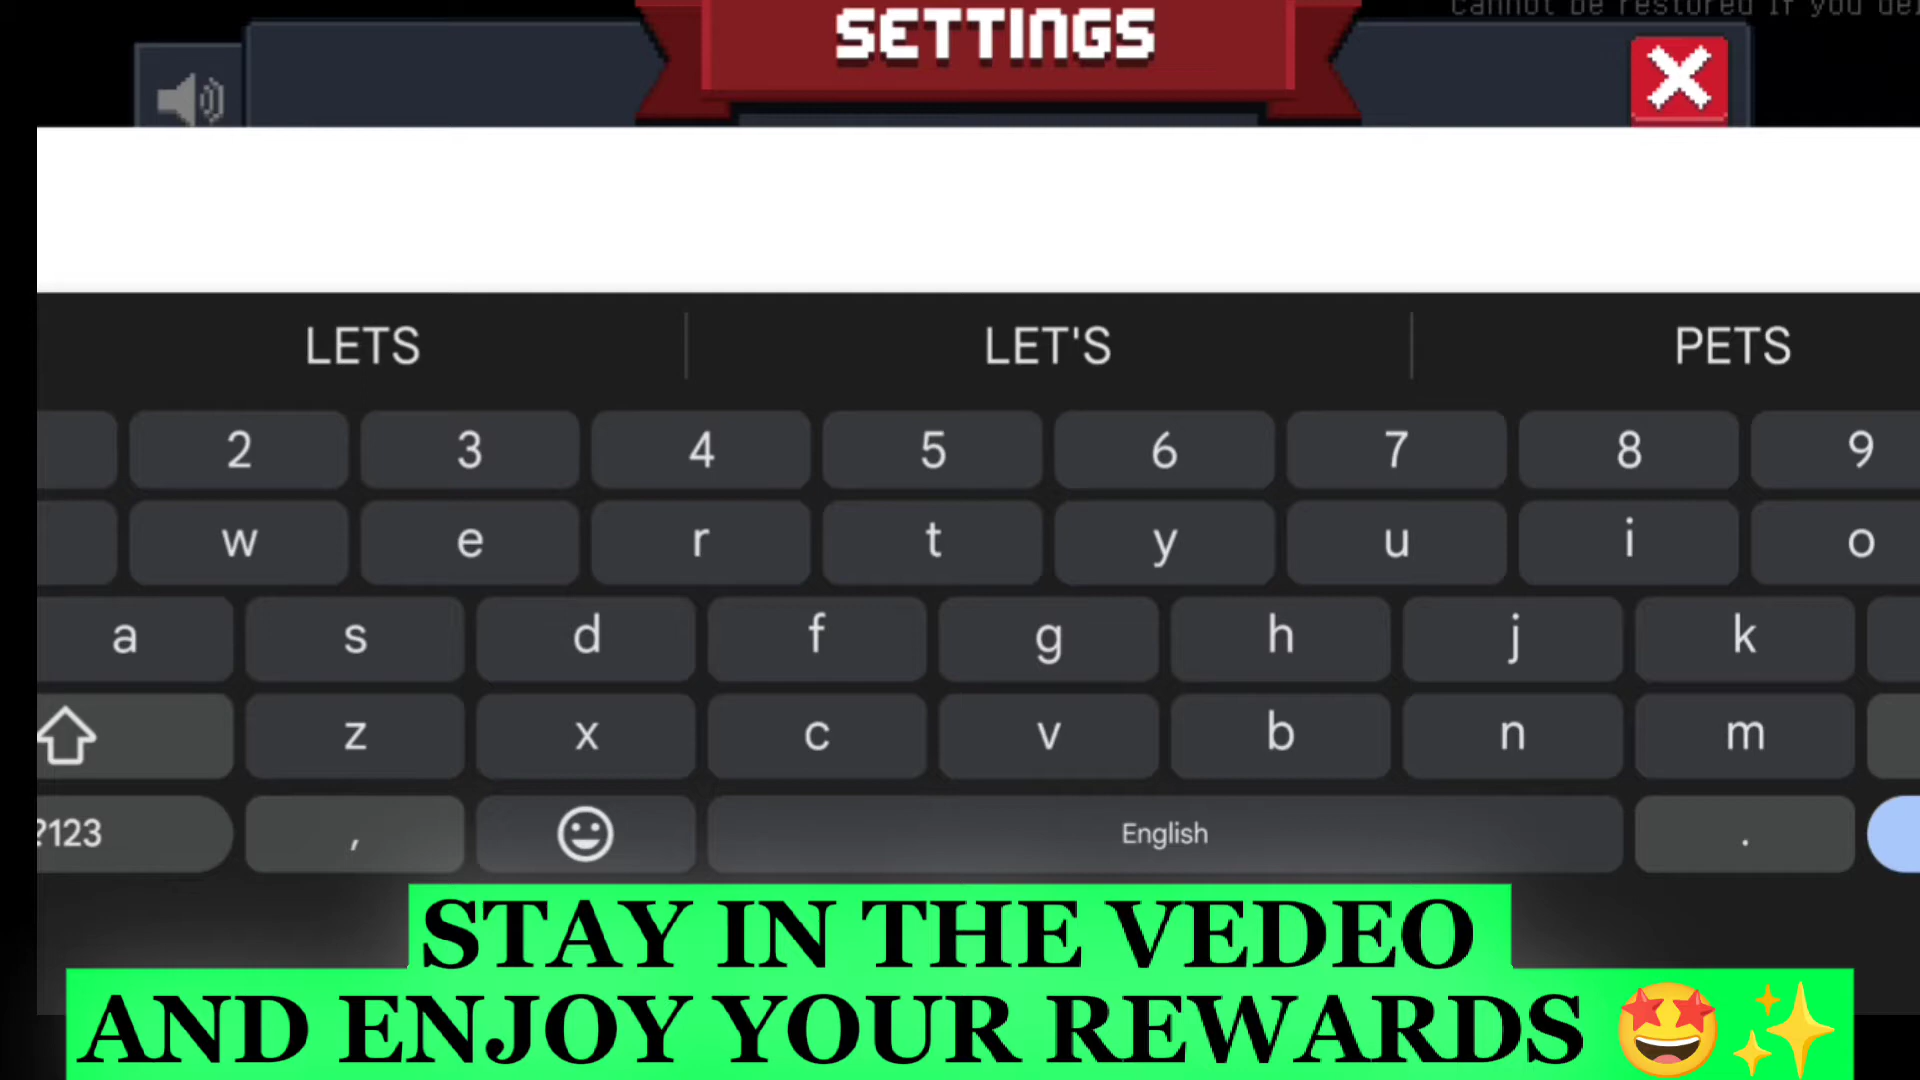 cannot be restored if you del
SETTINGS
LETS LET'S PETS
2 3 4 5 6 7 8 9
w e r t y u i o
a s d f g h j k
z x c v b n m
?123 , English .
STAY IN THE VEDEO
AND ENJOY YOUR REWARDS 🤩✨